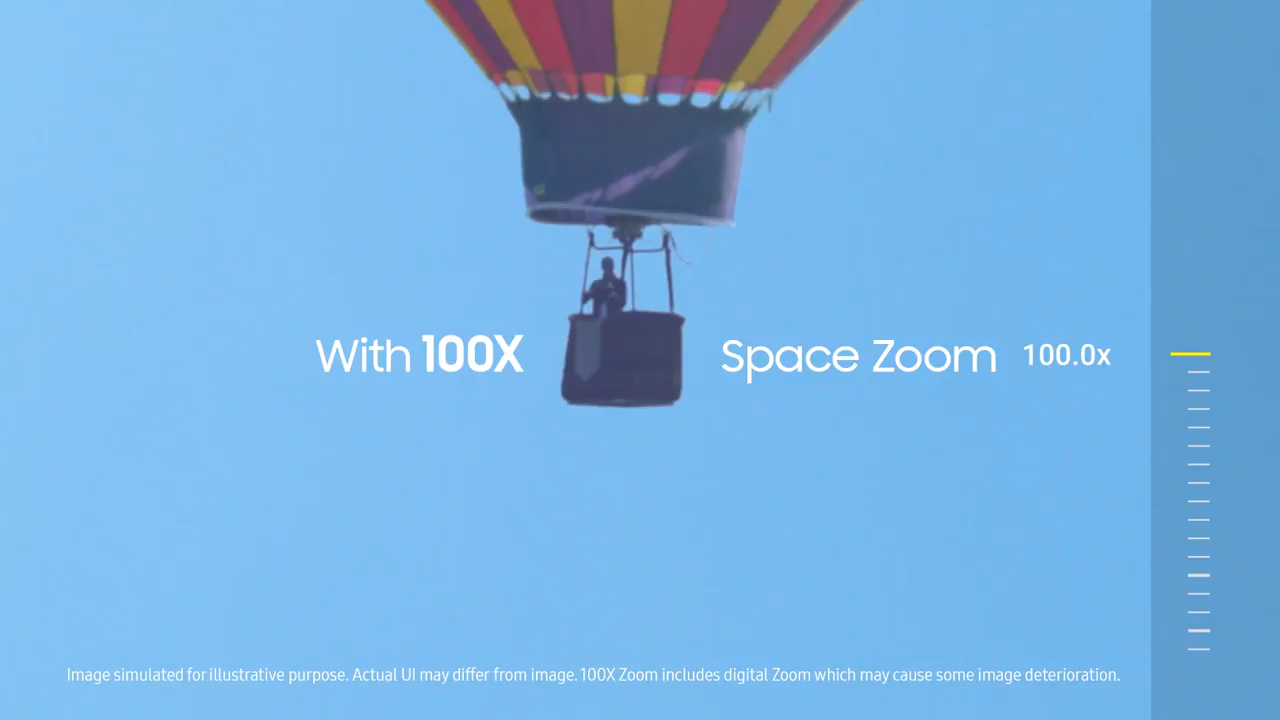 With 100X Space Zoom 100.0x
Image simulated for illustrative purpose. Actual UI may differ from image. 100X Zoom includes digital Zoom which may cause some image deterioration.